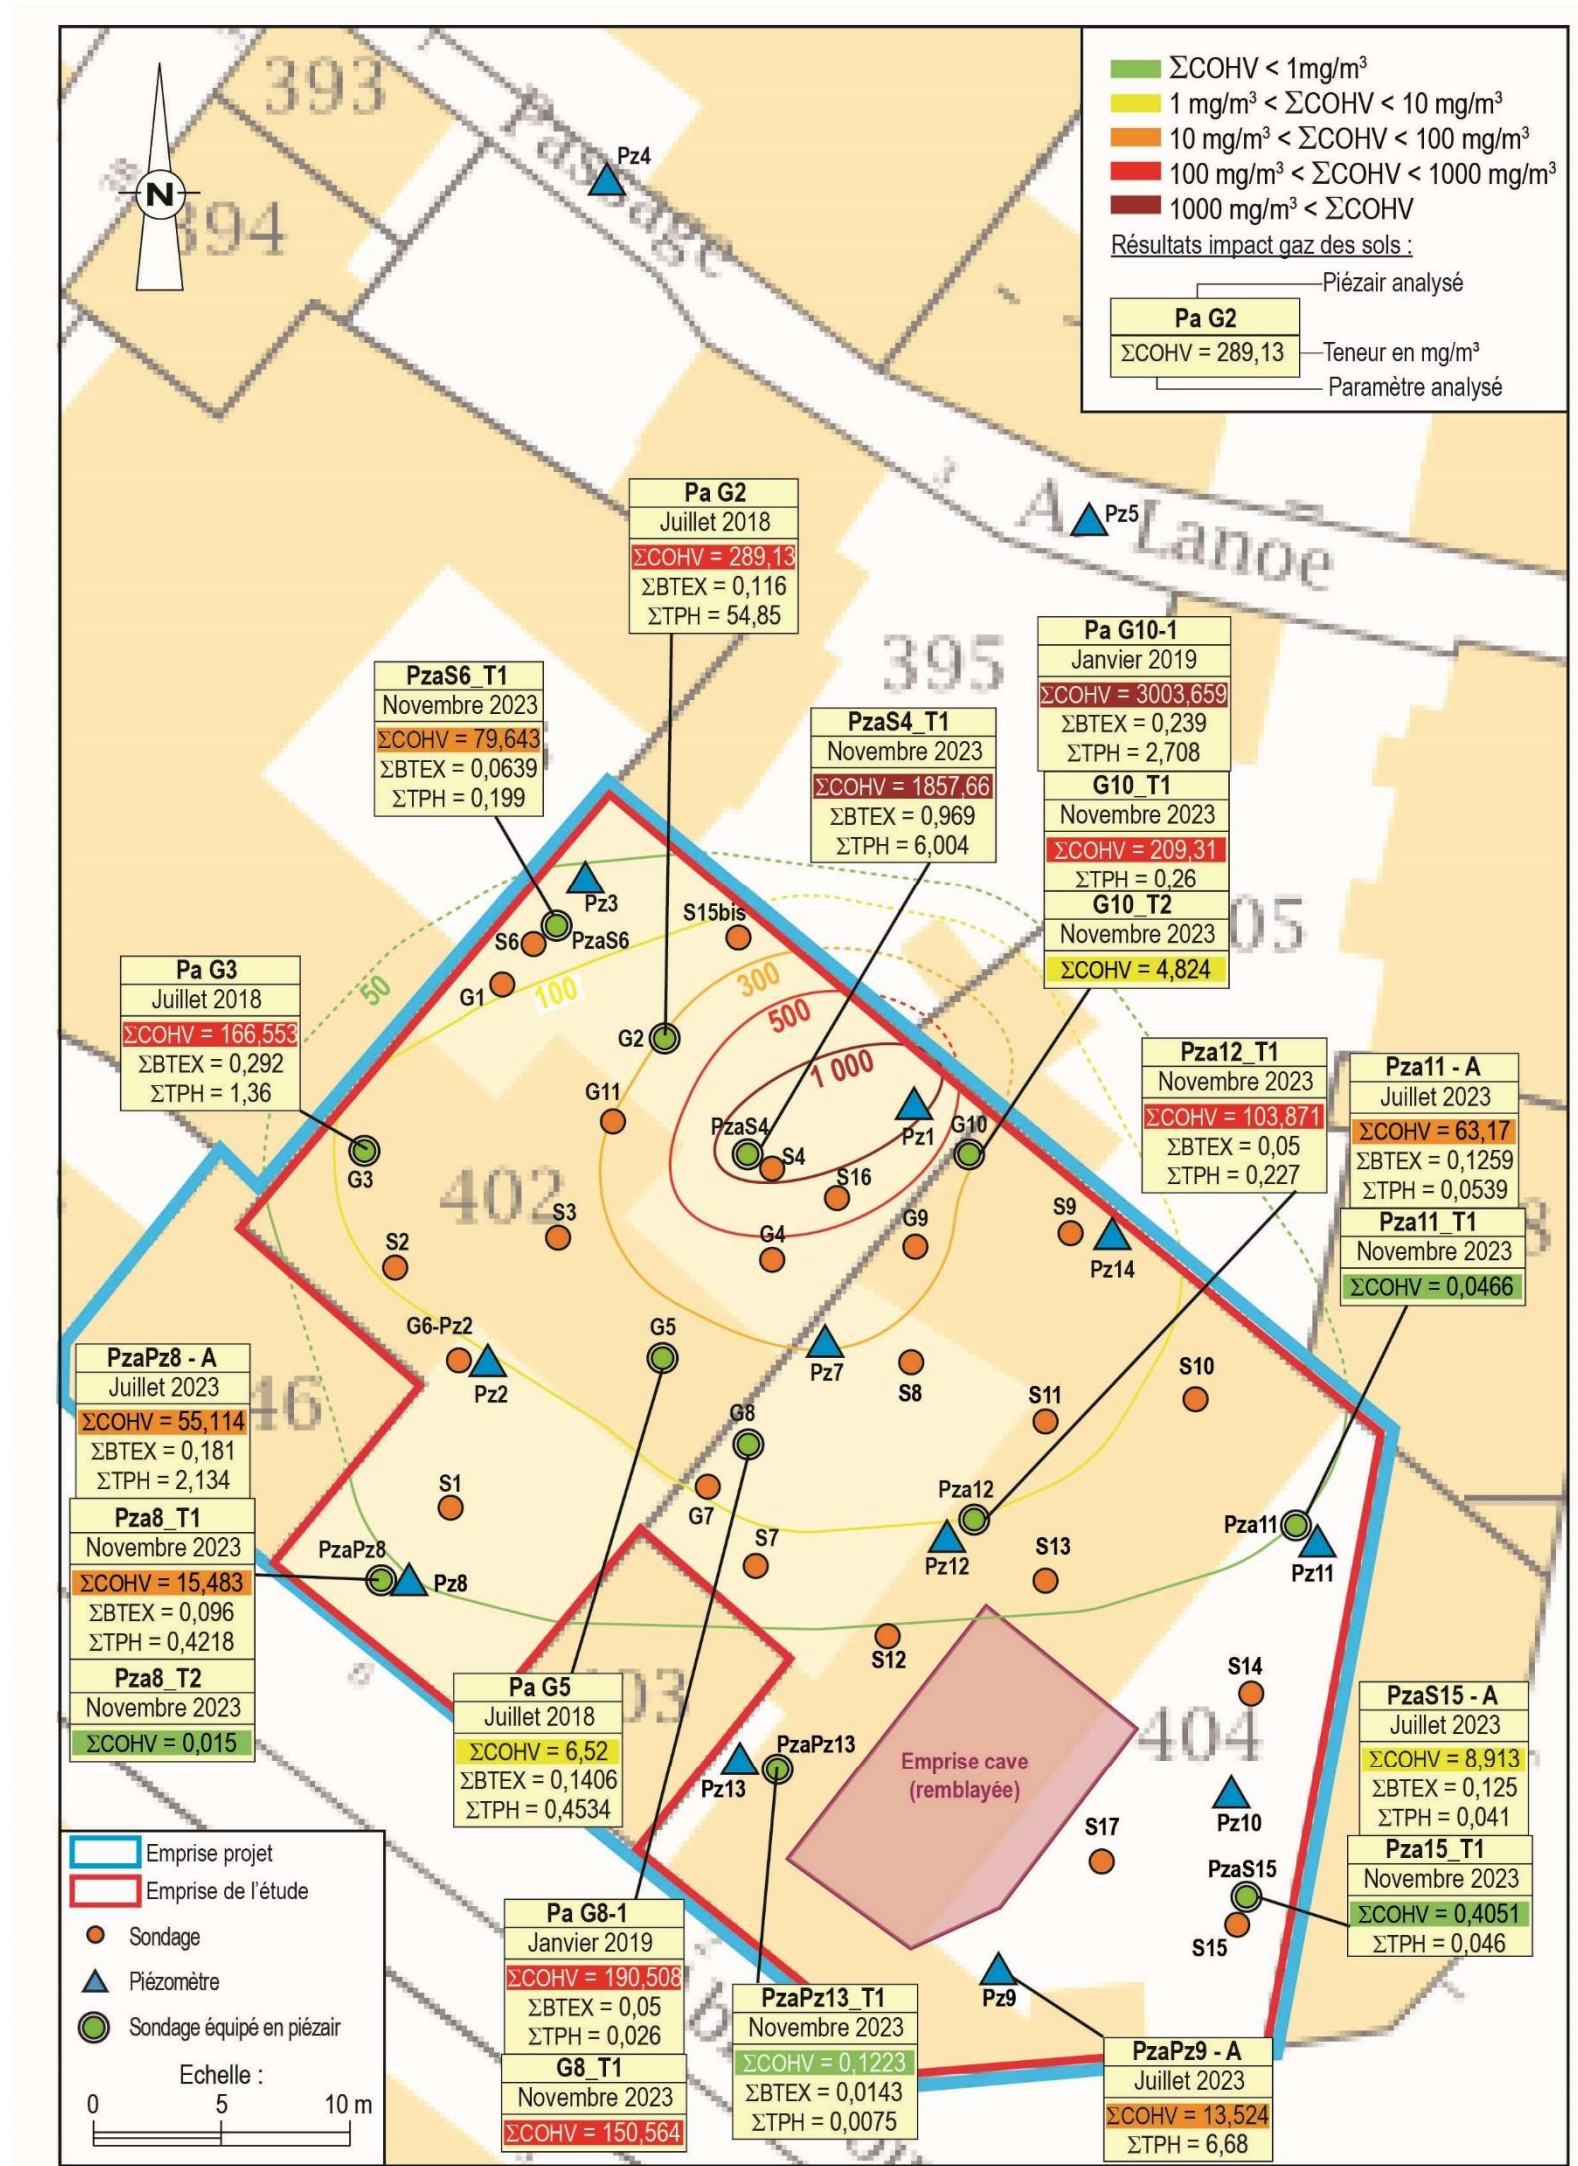 393
394
N
Passage
Pz4
ΣCOHV < 1mg/m³
1 mg/m³ < ΣCOHV < 10 mg/m³
10 mg/m³ < ΣCOHV < 100 mg/m³
100 mg/m³ < ΣCOHV < 1000 mg/m³
1000 mg/m³ < ΣCOHV
Résultats impact gaz des sols :
Piézair analysé
Pa G2
ΣCOHV = 289,13
Teneur en mg/m³
Paramètre analysé
3
A
Pz5
Lanoe
Pa G2
Juillet 2018
ΣCOHV = 289,13
ΣBTEX = 0,116
ΣTPH = 54,85
395
Pa G10-1
Janvier 2019
ΣCOHV = 3003,659
ΣBTEX = 0,239
ΣTPH = 2,708
G10_T1
Novembre 2023
ΣCOHV = 209,31
ΣTPH = 0,26
G10_T2
Novembre 2023
ΣCOHV = 4,824
PzaS6_T1
Novembre 2023
ΣCOHV = 79,643
ΣBTEX = 0,0639
ΣTPH = 0,199
PzaS4_T1
Novembre 2023
ΣCOHV = 1857,66
ΣBTEX = 0,969
ΣTPH = 6,004
05
Pz3
S15bis
S6
PzaS6
G1
50
100
300
500
1 000
Pa G3
Juillet 2018
ΣCOHV = 166,553
ΣBTEX = 0,292
ΣTPH = 1,36
G2
G11
PzaS4
S4
Pz1
G10
Pza12_T1
Novembre 2023
ΣCOHV = 103,871
ΣBTEX = 0,05
ΣTPH = 0,227
Pza11 - A
Juillet 2023
ΣCOHV = 63,17
ΣBTEX = 0,1259
ΣTPH = 0,0539
Pza11_T1
Novembre 2023
ΣCOHV = 0,0466
8
G3
402
S16
S3
S2
G4
G9
S9
Pz14
G6-Pz2
Pz2
G5
Pz7
S8
S10
S11
46
PzaPz8 - A
Juillet 2023
ΣCOHV = 55,114
ΣBTEX = 0,181
ΣTPH = 2,134
Pza8_T1
Novembre 2023
ΣCOHV = 15,483
ΣBTEX = 0,096
ΣTPH = 0,4218
Pza8_T2
Novembre 2023
ΣCOHV = 0,015
G8
S1
G7
Pza12
Pz12
Pza11
Pz11
PzaPz8
Pz8
S7
S13
S12
S14
03
404
Pa G5
Juillet 2018
ΣCOHV = 6,52
ΣBTEX = 0,1406
ΣTPH = 0,4534
Pz13
PzaPz13
Emprise cave
(remblayée)
PzaS15 - A
Juillet 2023
ΣCOHV = 8,913
ΣBTEX = 0,125
ΣTPH = 0,041
Pza15_T1
Novembre 2023
ΣCOHV = 0,4051
ΣTPH = 0,046
Pz10
S17
PzaS15
S15
Pz9
Emprise projet
Emprise de l'étude
Sondage
Piézomètre
Sondage équipé en piézair
Echelle :
0 5 10 m
Pa G8-1
Janvier 2019
ΣCOHV = 190,508
ΣBTEX = 0,05
ΣTPH = 0,026
G8_T1
Novembre 2023
ΣCOHV = 150,564
PzaPz13_T1
Novembre 2023
ΣCOHV = 0,1223
ΣBTEX = 0,0143
ΣTPH = 0,0075
PzaPz9 - A
Juillet 2023
ΣCOHV = 13,524
ΣTPH = 6,68